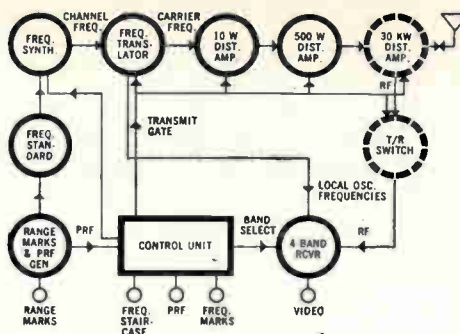 CHANNEL
FREQ.
CARRIER
FREQ.
FREQ.
SYNTH.
FREQ.
TRANS-
LATOR
10 W
DIST.
AMP.
500 W
DIST.
AMP.
30 KW
DIST.
AMP.
RF
TRANSMIT
GATE
T/R
SWITCH
FREQ.
STAN-
DARD
LOCAL OSC.
FREQUENCIES
RANGE
MARKS
& PRF
GEN
PRF
CONTROL UNIT
BAND
SELECT
4 BAND
RCVR
RF
RANGE
MARKS
FREQ.
STAIR-
CASE
PRF
FREQ.
MARKS
VIDEO